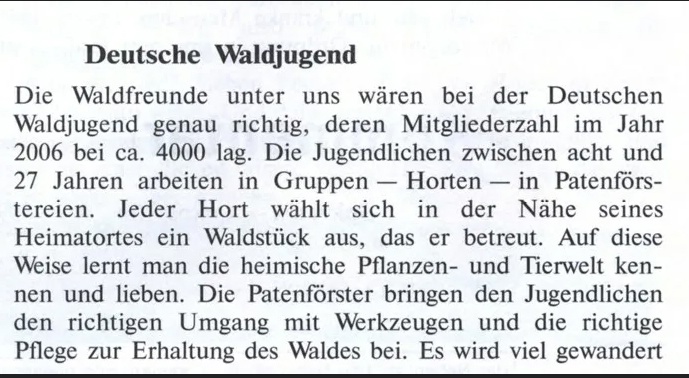 Deutsche Waldjugend
Die Waldfreunde unter uns wären bei der Deutschen
Waldjugend genau richtig, deren Mitgliederzahl im Jahr
2006 bei ca. 4000 lag. Die Jugendlichen zwischen acht und
27 Jahren arbeiten in Gruppen — Horten — in Patenförs-
tereien. Jeder Hort wählt sich in der Nähe seines
Heimatortes ein Waldstück aus, das er betreut. Auf diese
Weise lernt man die heimische Pflanzen- und Tierwelt ken-
nen und lieben. Die Patenförster bringen den Jugendlichen
den richtigen Umgang mit Werkzeugen und die richtige
Pflege zur Erhaltung des Waldes bei. Es wird viel gewandert